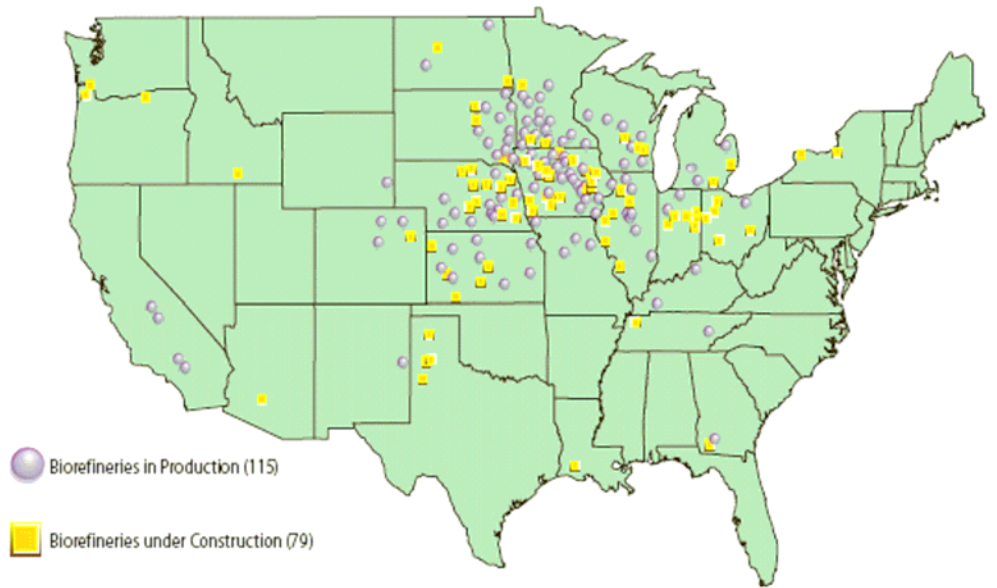 Biorefineries in Production (115)
Biorefineries under Construction (79)